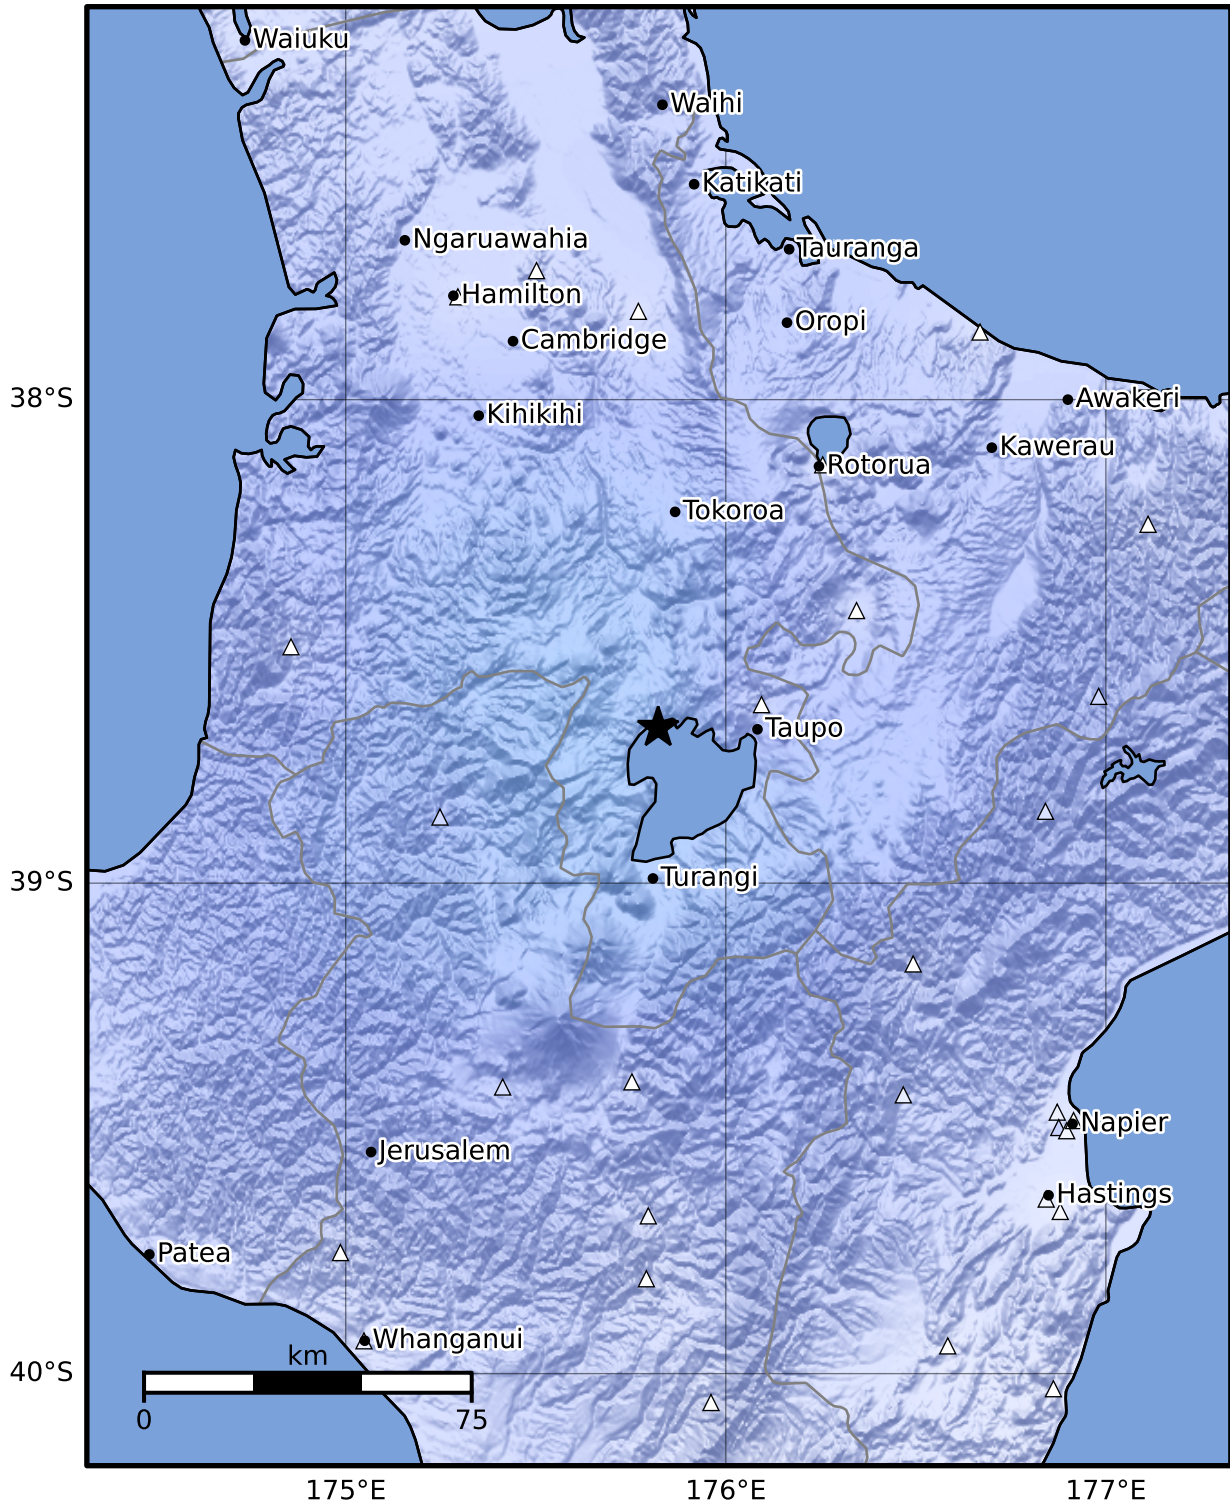 Waiuku
Waihi
Katikati
Ngaruawahia
Tauranga
Hamilton
Oropi
Cambridge
38°S
Awakeri
Kihikihi
Kawerau
Rotorua
Tokoroa
Taupo
39°S
Turangi
Napier
Jerusalem
Hastings
Patea
Whanganui
km
40°S
0 75
175°E 176°E 177°E